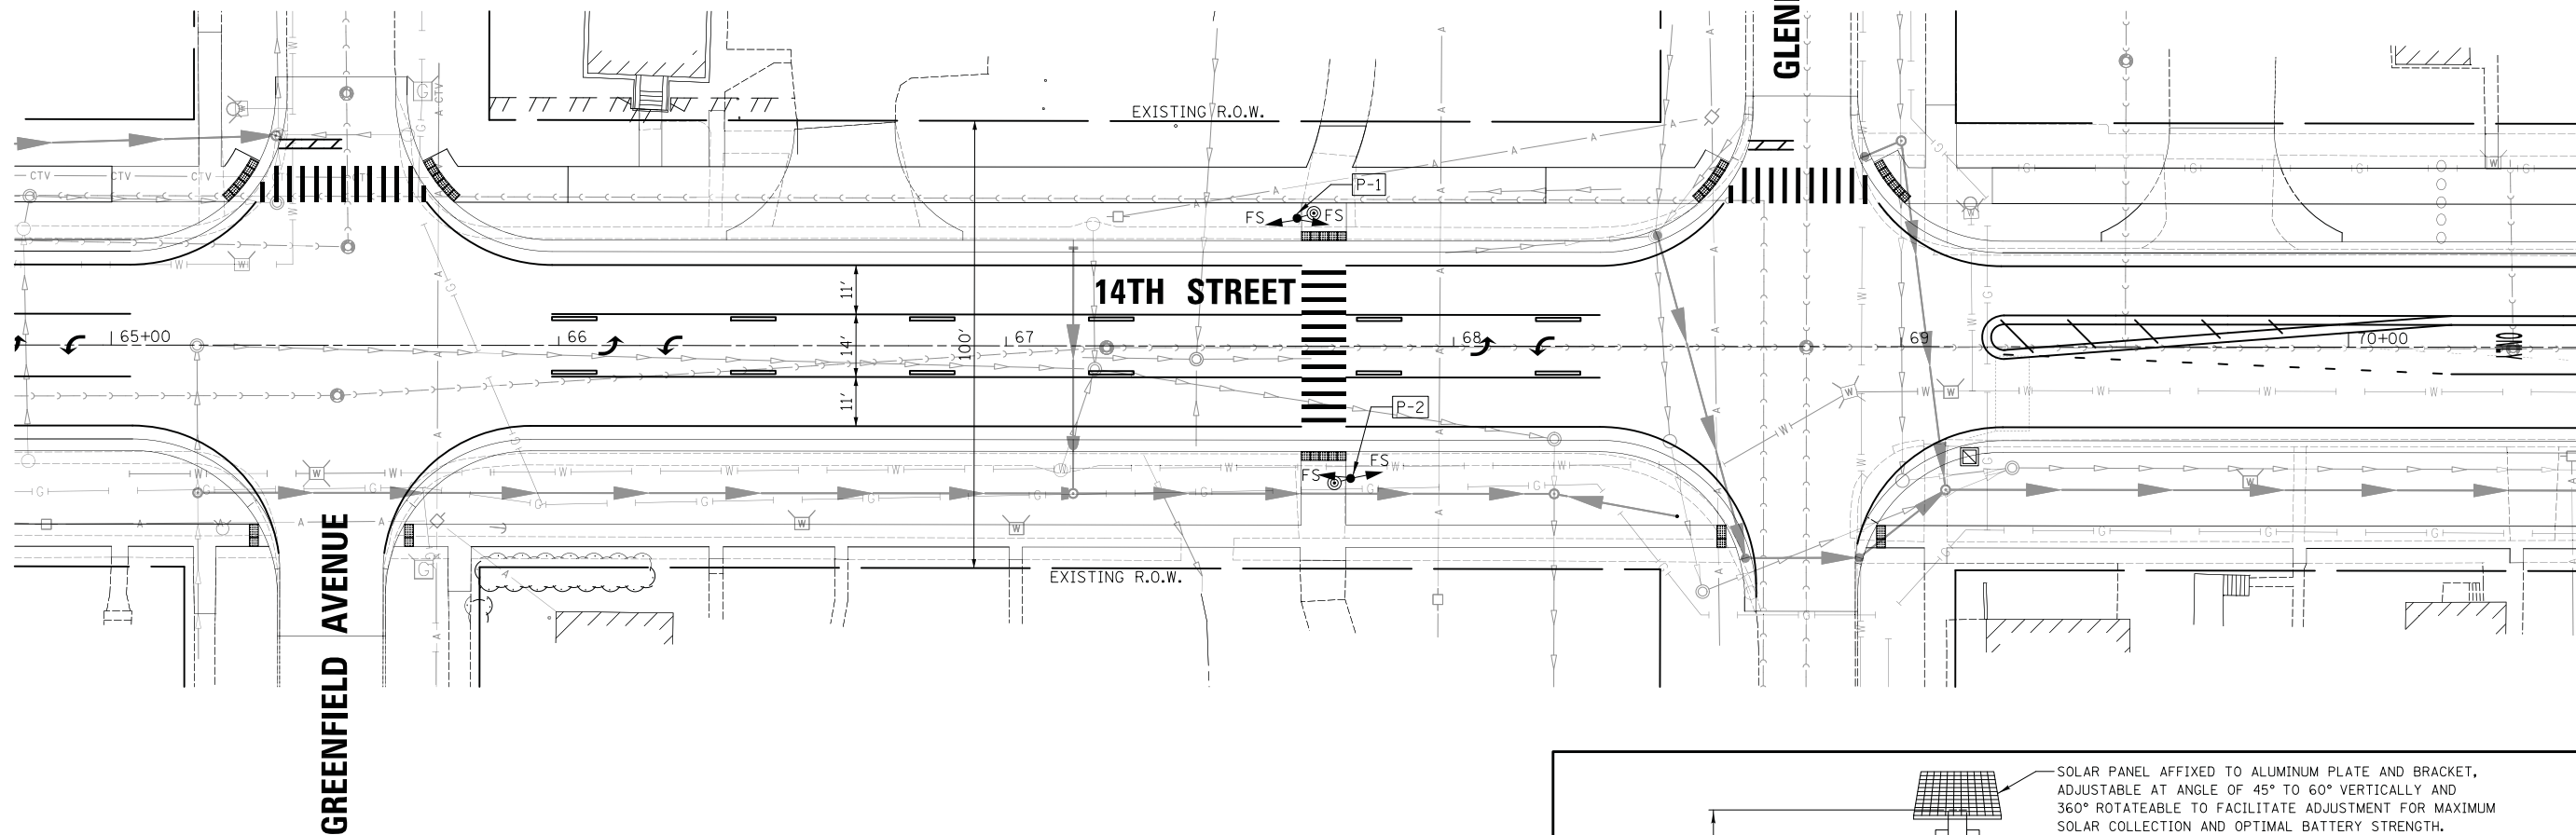 GLEN
EXISTING R.O.W.
CTV
CTV
CTV
A CTV
P-1
FS
FS
14TH STREET
11'
14'
11'
100'
65+00
66
67
68
69
70+00
P-2
FS
FS
EXISTING R.O.W.
GREENFIELD AVENUE
SOLAR PANEL AFFIXED TO ALUMINUM PLATE AND BRACKET,
ADJUSTABLE AT ANGLE OF 45° TO 60° VERTICALLY AND
360° ROTATEABLE TO FACILITATE ADJUSTMENT FOR MAXIMUM
SOLAR COLLECTION AND OPTIMAL BATTERY STRENGTH.